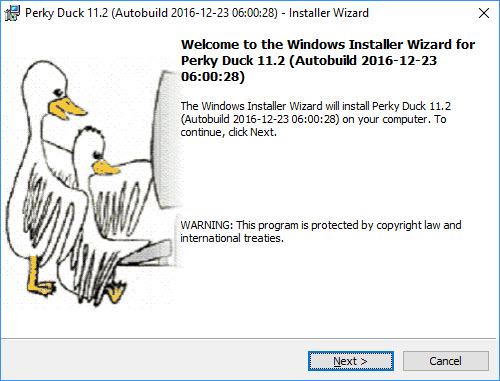 Perky Duck 11.2 (Autobuild 2016-12-23 06:00:28) - Installer Wizard
Welcome to the Windows Installer Wizard for
Perky Duck 11.2 (Autobuild 2016-12-23
06:00:28)
The Windows Installer Wizard will install Perky Duck 11.2
(Autobuild 2016-12-23 06:00:28) on your computer. To
continue, click Next.
WARNING: This program is protected by copyright law and
international treaties.
Next >
Cancel